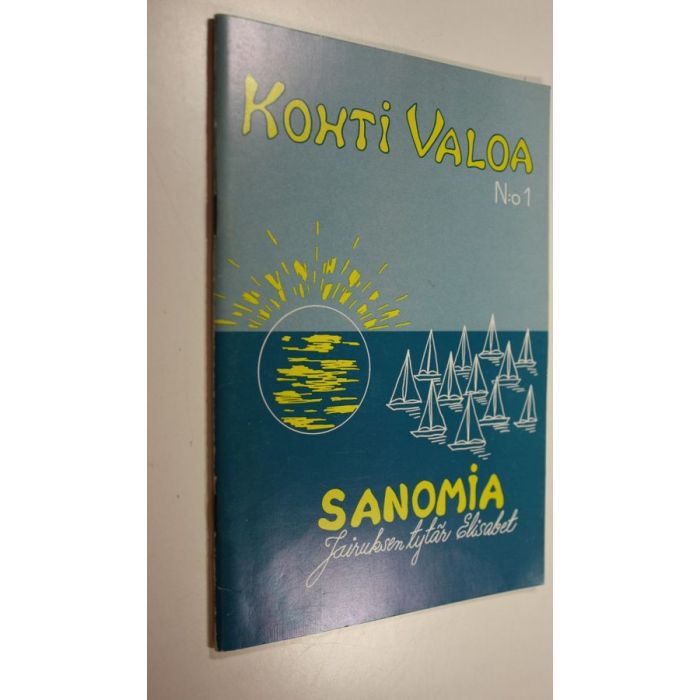 KOHTI VALOA
N:o 1
SANOMIA
Jairuksen tytär Elisabet